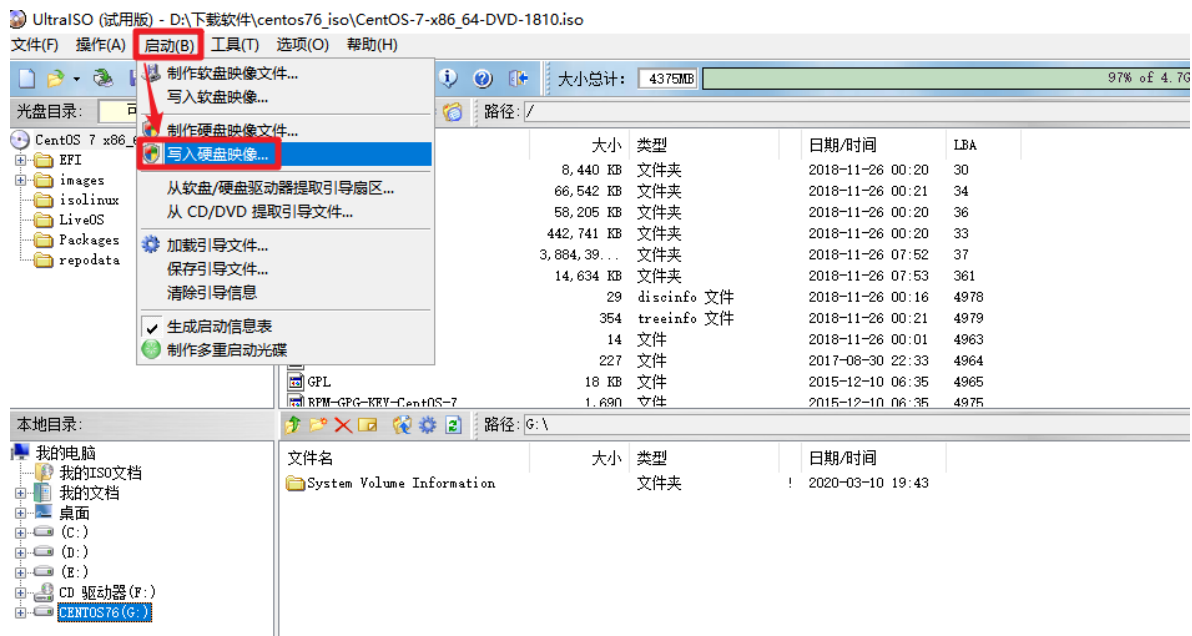 UltraISO (试用版) - D:\下载软件\centos76_iso\CentOS-7-x86_64-DVD-1810.iso
文件(F) 操作(A) 启动(B) 工具(T) 选项(O) 帮助(H)
大小总计: 4375MB 97% of 4.7G
光盘目录: 可 路径: /
制作软盘映像文件...
写入软盘映像...
制作硬盘映像文件...
写入硬盘映像...
从软盘/硬盘驱动器提取引导扇区...
从 CD/DVD 提取引导文件...
加载引导文件...
保存引导文件...
清除引导信息
生成启动信息表
制作多重启动光碟
CentOS 7 x86_6
EFI
images
isolinux
LiveOS
Packages
repodata
大小 类型 日期/时间 LBA
8,440 KB 文件夹 2018-11-26 00:20 30
66,542 KB 文件夹 2018-11-26 00:21 34
58,205 KB 文件夹 2018-11-26 00:20 36
442,741 KB 文件夹 2018-11-26 00:20 33
3,884,39... 文件夹 2018-11-26 07:52 37
14,634 KB 文件夹 2018-11-26 07:53 361
29 discinfo 文件 2018-11-26 00:16 4978
354 treeinfo 文件 2018-11-26 00:21 4979
14 文件 2018-11-26 00:01 4963
227 文件 2017-08-30 22:33 4964
GPL 18 KB 文件 2015-12-10 06:35 4965
RPM-GPG-KEY-CentOS-7 1,690 文件 2015-12-10 06:35 4975
本地目录: 路径: G:\
我的电脑
我的ISO文档
我的文档
桌面
(C:)
(D:)
(E:)
CD 驱动器(F:)
CENTOS76(G:)
文件名 大小 类型 日期/时间
System Volume Information 文件夹 ! 2020-03-10 19:43